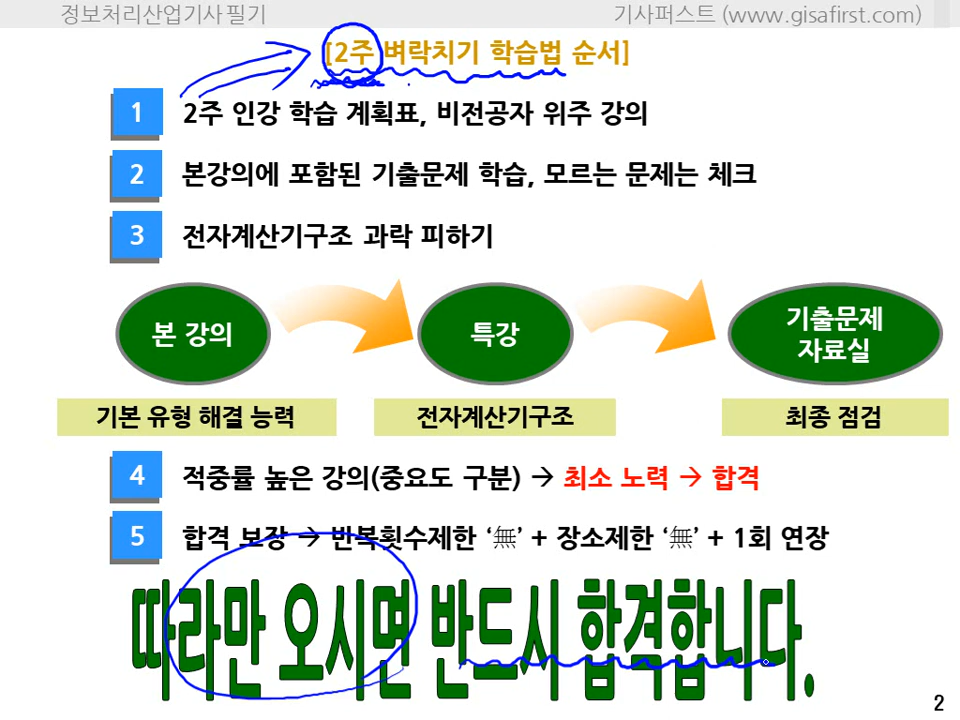 정보처리산업기사 필기
기사퍼스트 (www.gisafirst.com)
[2주 벼락치기 학습법 순서]
1 2주 인강 학습 계획표, 비전공자 위주 강의
2 본강의에 포함된 기출문제 학습, 모르는 문제는 체크
3 전자계산기구조 과락 피하기
본 강의
특강
기출문제
자료실
기본 유형 해결 능력
전자계산기구조
최종 점검
4 적중률 높은 강의(중요도 구분) → 최소 노력 → 합격
5 합격 보장 → 반복횟수제한 ‘無’ + 장소제한 ‘無’ + 1회 연장
따라만 오시면 반드시 합격합니다.
2